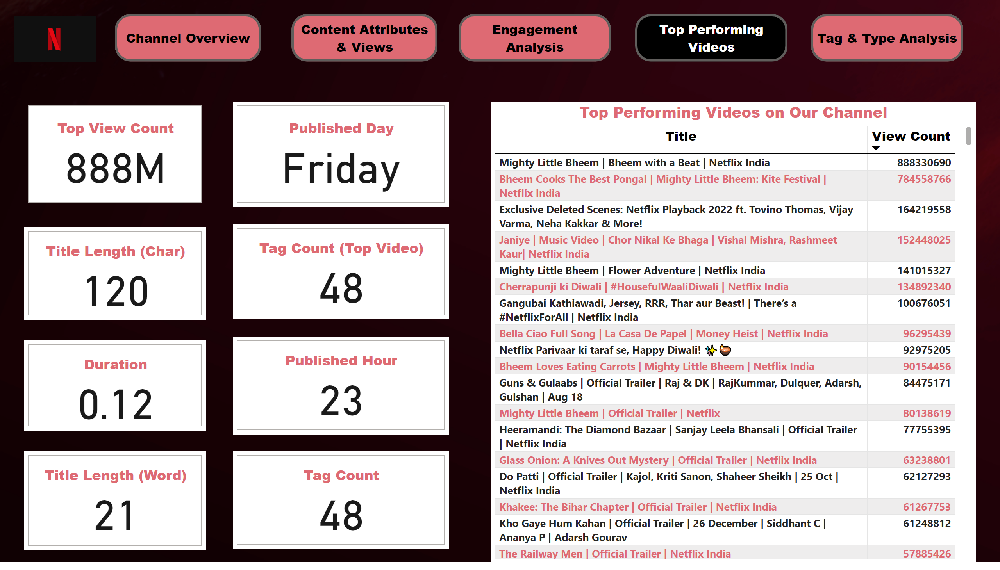 N
Channel Overview
Content Attributes
& Views
Engagement
Analysis
Top Performing
Videos
Tag & Type Analysis
Top View Count
888M
Published Day
Friday
Title Length (Char)
120
Tag Count (Top Video)
48
Duration
0.12
Published Hour
23
Title Length (Word)
21
Tag Count
48
Top Performing Videos on Our Channel
Title View Count
Mighty Little Bheem | Bheem with a Beat | Netflix India 888330690
Bheem Cooks The Best Pongal | Mighty Little Bheem: Kite Festival | 784558766
Netflix India
Exclusive Deleted Scenes: Netflix Playback 2022 ft. Tovino Thomas, Vijay 164219558
Varma, Neha Kakkar & More!
Janiye | Music Video | Chor Nikal Ke Bhaga | Vishal Mishra, Rashmeet 152448025
Kaur| Netflix India
Mighty Little Bheem | Flower Adventure | Netflix India 141015327
Cherrapunji ki Diwali | #HousefulWaaliDiwali | Netflix India 134892340
Gangubai Kathiawadi, Jersey, RRR, Thar aur Beast! | There’s a 100676051
#NetflixForAll | Netflix India
Bella Ciao Full Song | La Casa De Papel | Money Heist | Netflix India 96295439
Netflix Parivaar ki taraf se, Happy Diwali! ✨🪔 92975205
Bheem Loves Eating Carrots | Mighty Little Bheem | Netflix India 90154456
Guns & Gulaabs | Official Trailer | Raj & DK | RajKummar, Dulquer, Adarsh, 84475171
Gulshan | Aug 18
Mighty Little Bheem | Official Trailer | Netflix 80138619
Heeramandi: The Diamond Bazaar | Sanjay Leela Bhansali | Official Trailer 77755395
| Netflix India
Glass Onion: A Knives Out Mystery | Official Trailer | Netflix India 63238801
Do Patti | Official Trailer | Kajol, Kriti Sanon, Shaheer Sheikh | 25 Oct | 62127293
Netflix India
Khakee: The Bihar Chapter | Official Trailer | Netflix India 61267753
Kho Gaye Hum Kahan | Official Trailer | 26 December | Siddhant C | 61248812
Ananya P | Adarsh Gourav
The Railway Men | Official Trailer | Netflix India 57885426